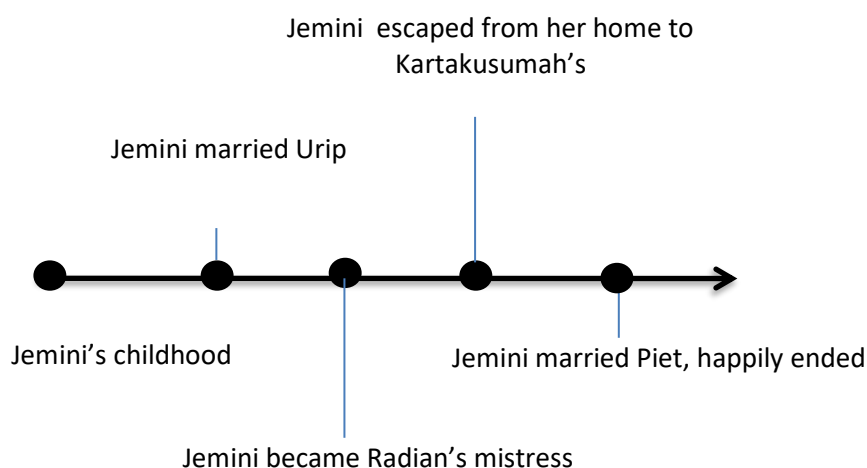 Jemini escaped from her home to
Kartakusumah's
Jemini married Urip
Jemini's childhood
Jemini married Piet, happily ended
Jemini became Radian's mistress